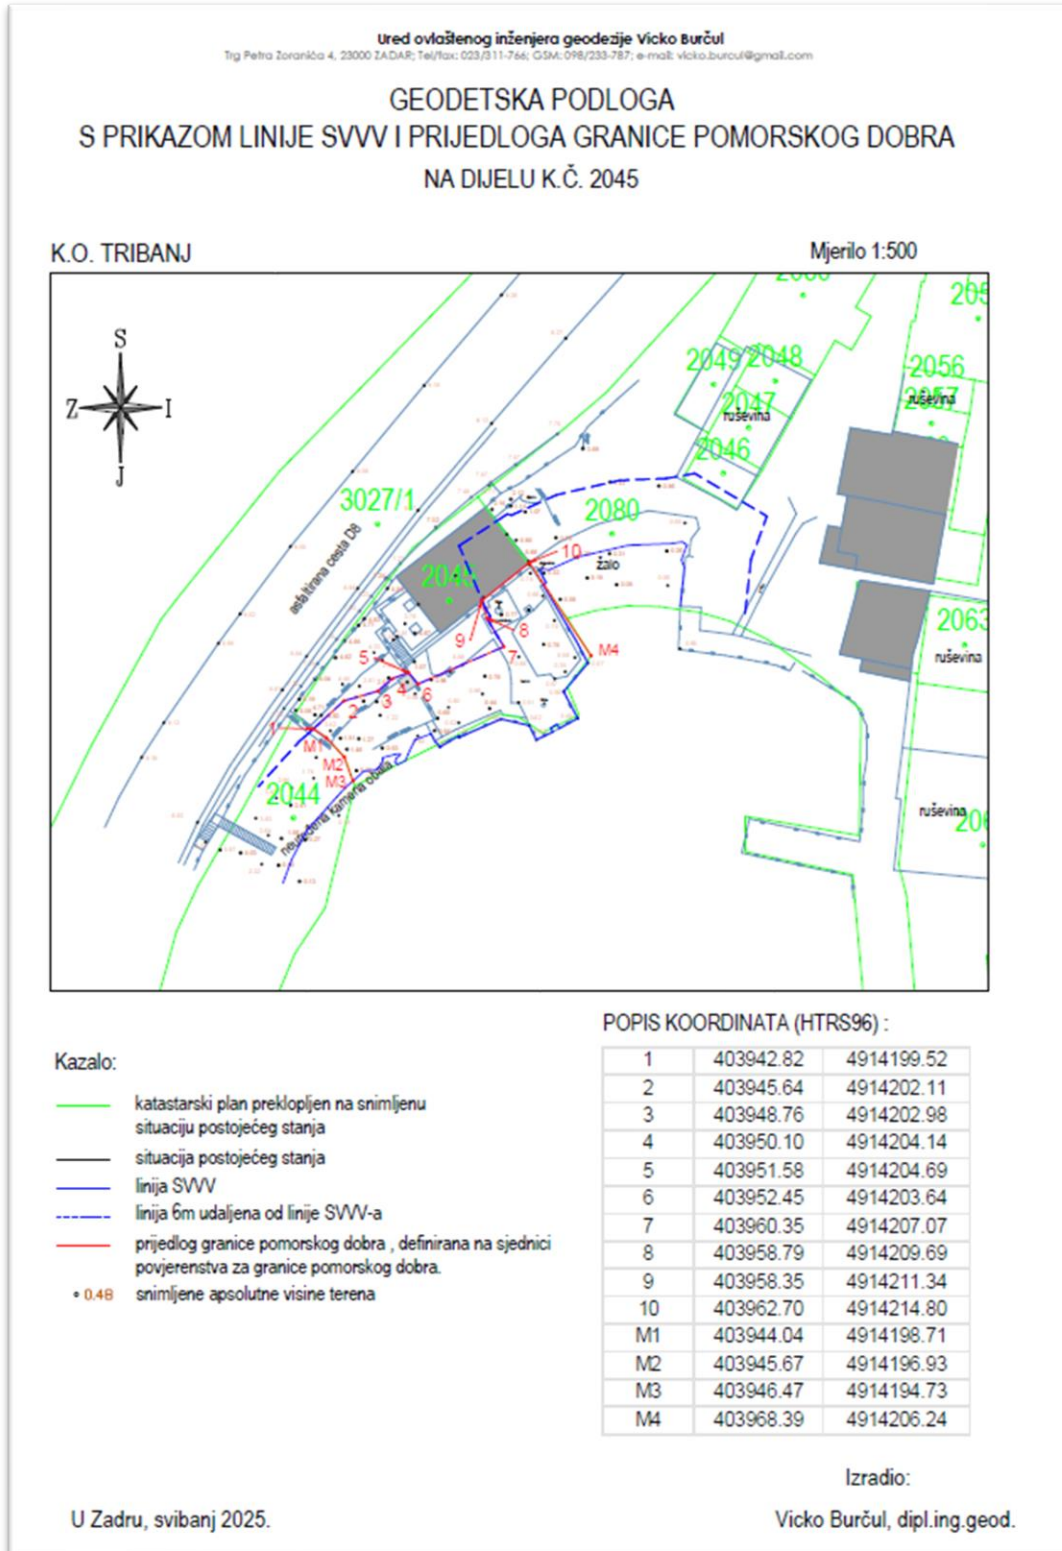 Ured ovlaštenog inženjera geodezije Vicko Burčul
Trg Petra Zoranića 4, 23000 ZADAR; Tel/fax: 023/311-766; GSM: 098/233-787; e-mail: vicko.burcul@gmail.com
GEODETSKA PODLOGA
S PRIKAZOM LINIJE SVVV I PRIJEDLOGA GRANICE POMORSKOG DOBRA
NA DIJELU K.Č. 2045
K.O. TRIBANJ
Mjerilo 1:500
S
Z
I
J
3027/1
asfaltirana cesta D8
2049
2048
2047
ruševina
2046
2056
2057
ruševina
2080
žalo
2045
10
9
8
7
M4
5
4
6
3
2
1
M1
M2
M3
2044
neuređena kamena obala
2063
ruševina
ruševina
POPIS KOORDINATA (HTRS96) :
1 403942.82 4914199.52
2 403945.64 4914202.11
3 403948.76 4914202.98
4 403950.10 4914204.14
5 403951.58 4914204.69
6 403952.45 4914203.64
7 403960.35 4914207.07
8 403958.79 4914209.69
9 403958.35 4914211.34
10 403962.70 4914214.80
M1 403944.04 4914198.71
M2 403945.67 4914196.93
M3 403946.47 4914194.73
M4 403968.39 4914206.24
Kazalo:
katastarski plan preklopljen na snimljenu
situaciju postojećeg stanja
situacija postojećeg stanja
linija SVVV
linija 6m udaljena od linije SVVV-a
prijedlog granice pomorskog dobra , definirana na sjednici
povjerenstva za granice pomorskog dobra.
0.48 snimljene apsolutne visine terena
Izradio:
U Zadru, svibanj 2025.
Vicko Burčul, dipl.ing.geod.